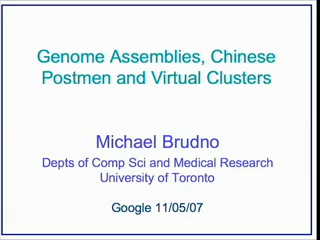 Genome Assemblies, Chinese
Postmen and Virtual Clusters
Michael Brudno
Depts of Comp Sci and Medical Research
University of Toronto
Google 11/05/07